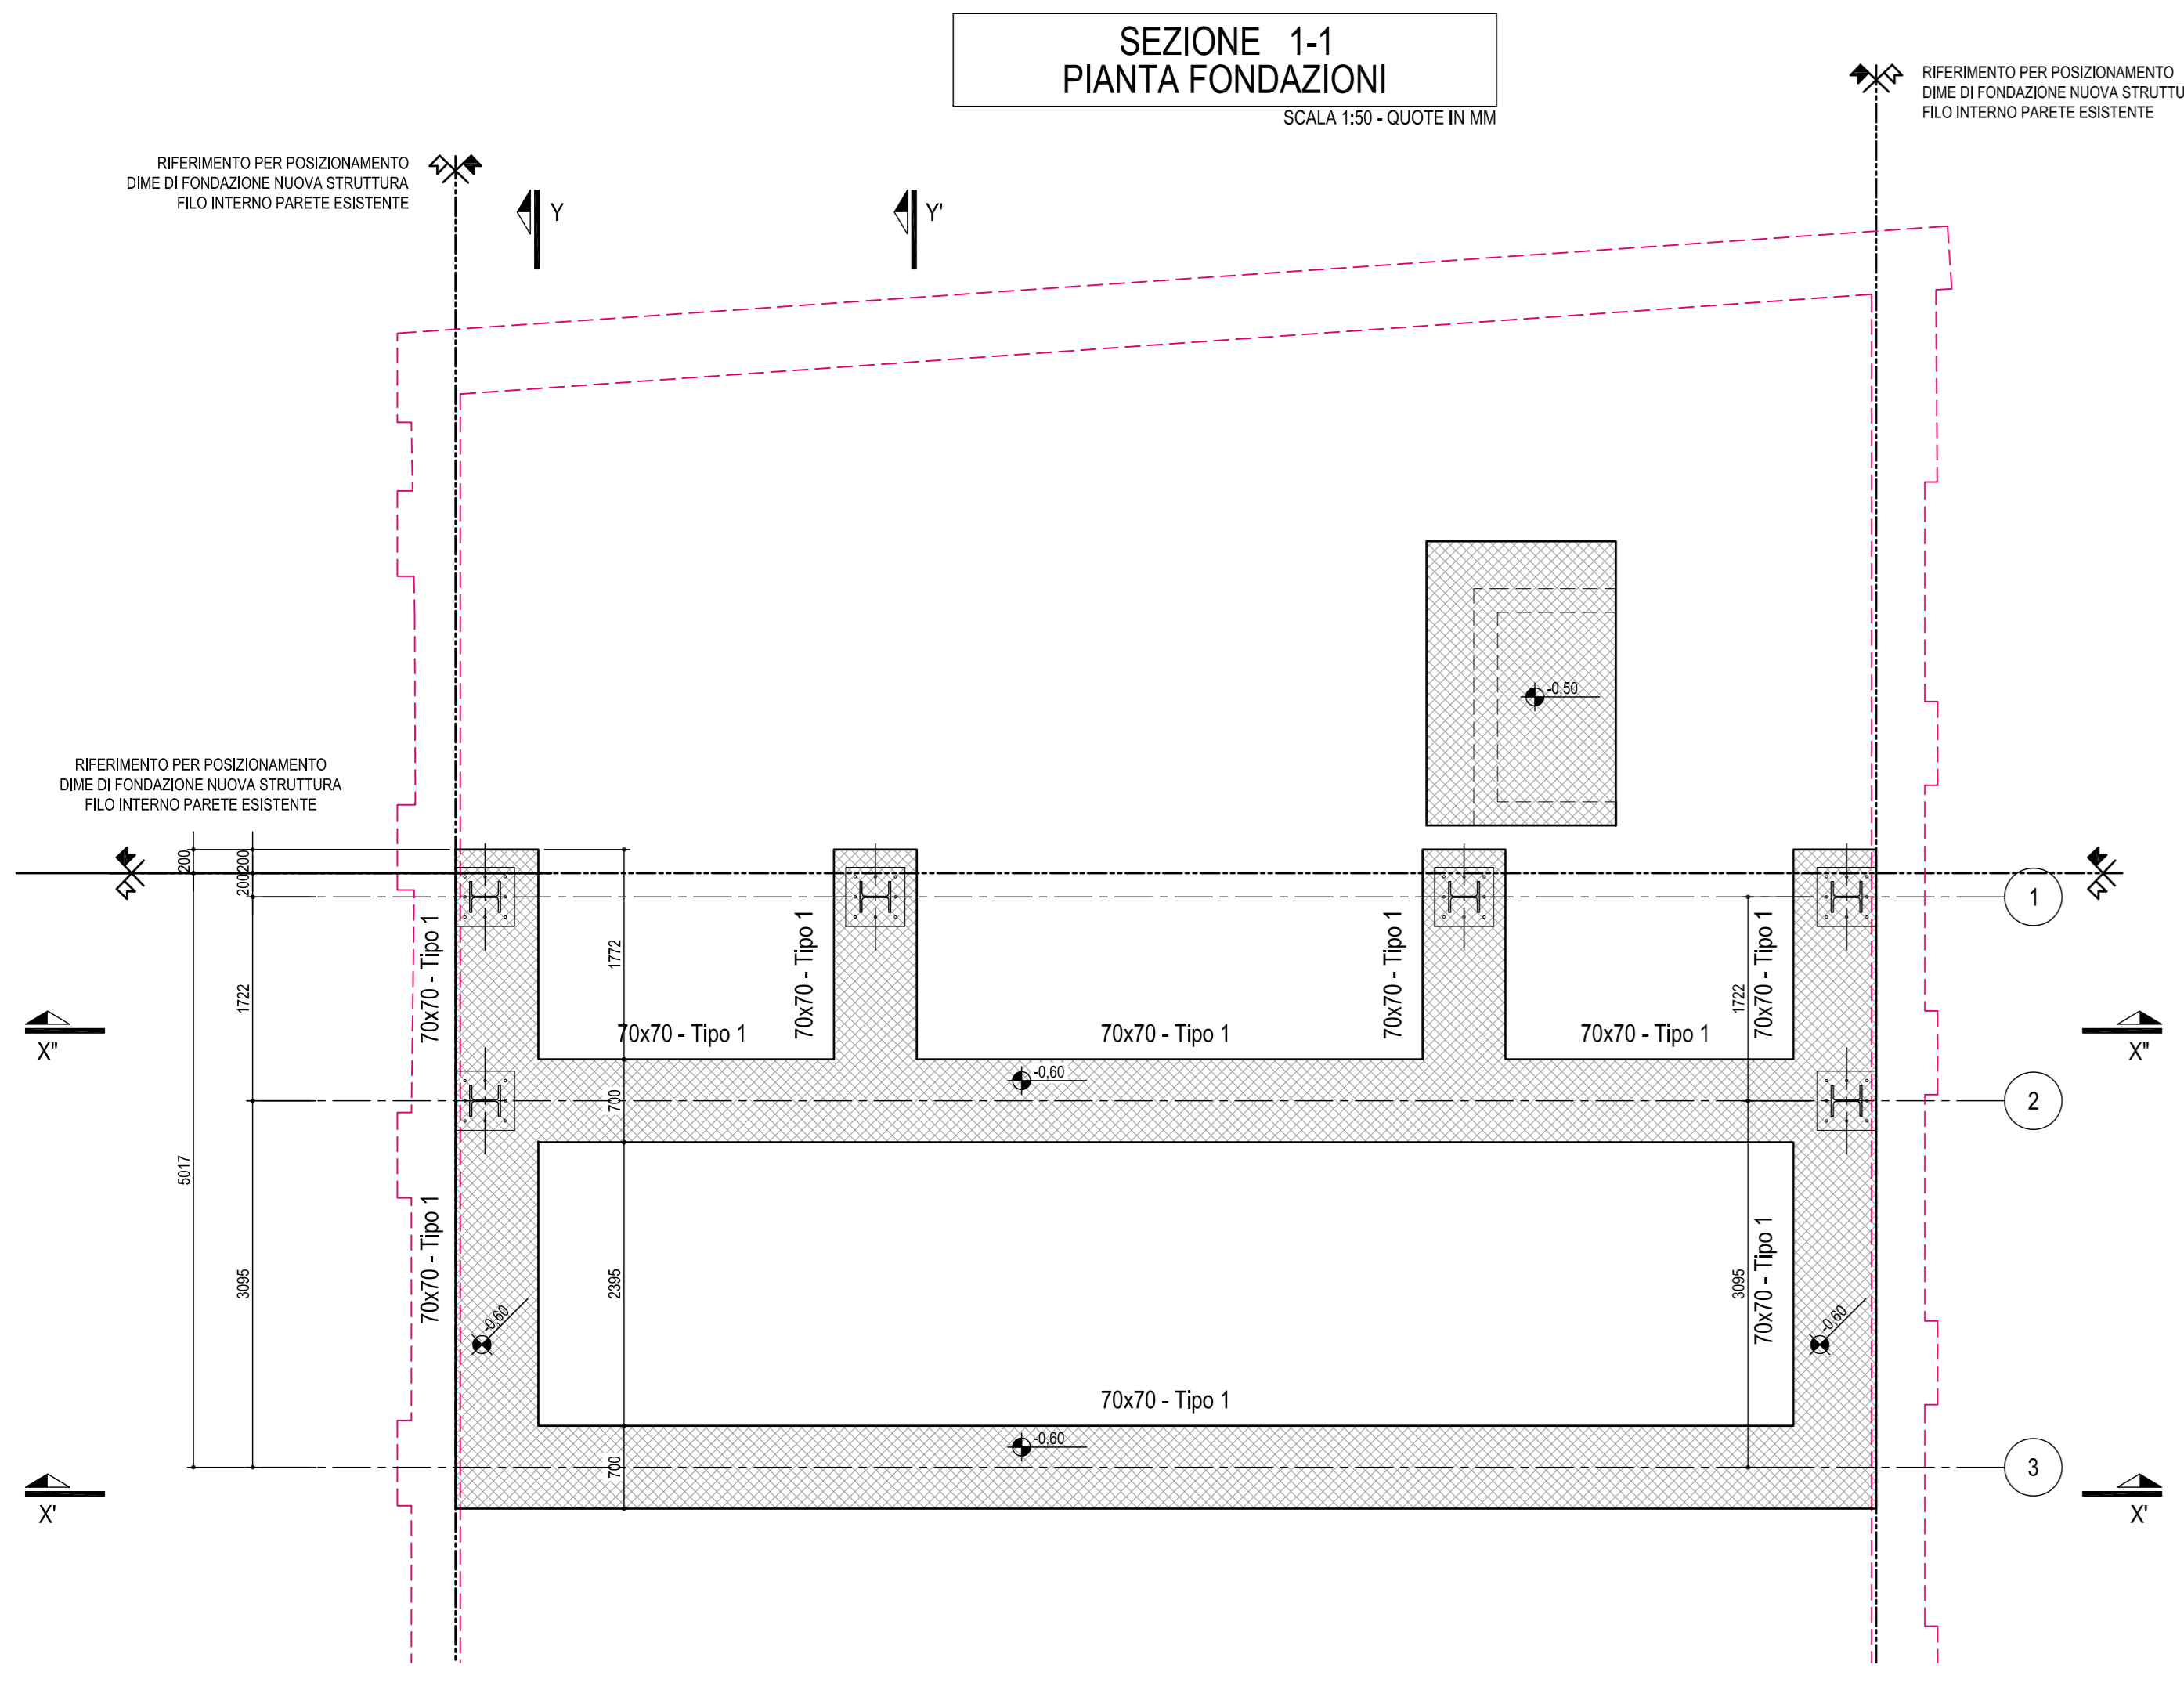 SEZIONE 1-1
PIANTA FONDAZIONI
SCALA 1:50 - QUOTE IN MM
RIFERIMENTO PER POSIZIONAMENTO
DIME DI FONDAZIONE NUOVA STRUTTU
FILO INTERNO PARETE ESISTENTE
RIFERIMENTO PER POSIZIONAMENTO
DIME DI FONDAZIONE NUOVA STRUTTURA
FILO INTERNO PARETE ESISTENTE
Y
Y'
-0,50
RIFERIMENTO PER POSIZIONAMENTO
DIME DI FONDAZIONE NUOVA STRUTTURA
FILO INTERNO PARETE ESISTENTE
200
200
200
1
1772
1722
1722
70x70 - Tipo 1
70x70 - Tipo 1
70x70 - Tipo 1
70x70 - Tipo 1
70x70 - Tipo 1
70x70 - Tipo 1
70x70 - Tipo 1
X"
X"
-0,60
700
2
5017
3095
2395
3095
70x70 - Tipo 1
70x70 - Tipo 1
-0,60
-0,60
70x70 - Tipo 1
-0,60
700
3
X'
X'